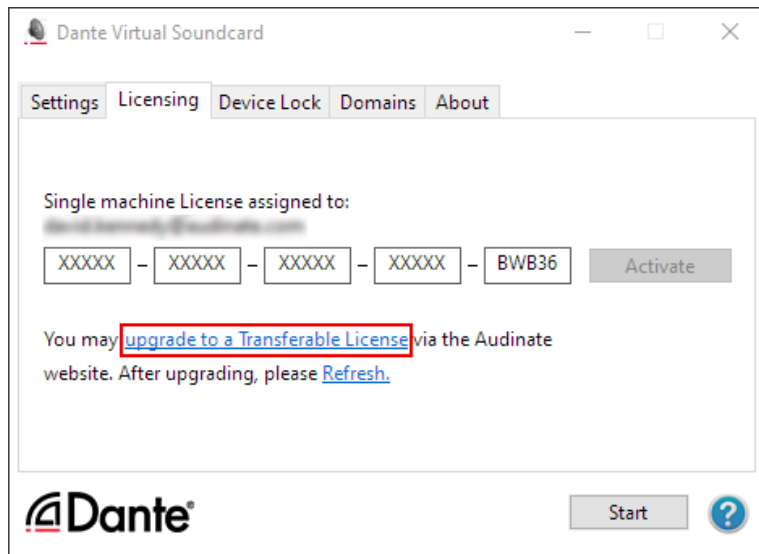 Dante Virtual Soundcard
Settings Licensing Device Lock Domains About
Single machine License assigned to:
XXXXX – XXXXX – XXXXX – XXXXX – BWB36 Activate
You may upgrade to a Transferable License via the Audinate
website. After upgrading, please Refresh.
Dante® Start ?